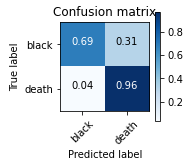 Confusion matrix
True label
black
0.69
0.31
0.8
0.6
death
0.04
0.96
0.4
0.2
black
death
Predicted label